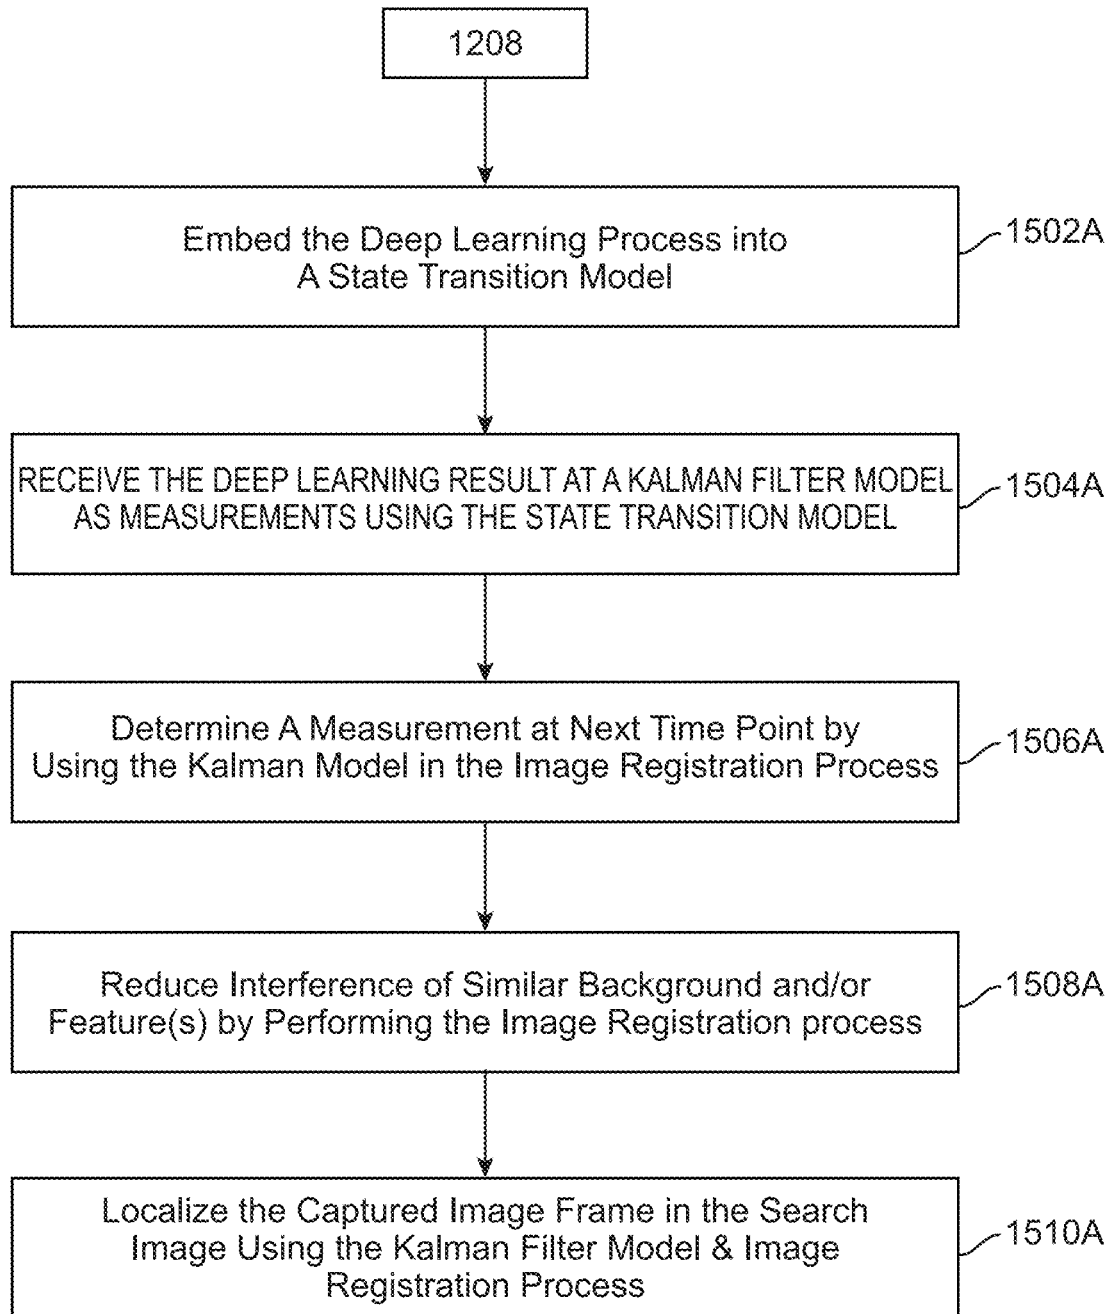 1208
Embed the Deep Learning Process into
A State Transition Model
1502A
RECEIVE THE DEEP LEARNING RESULT AT A KALMAN FILTER MODEL
AS MEASUREMENTS USING THE STATE TRANSITION MODEL
1504A
Determine A Measurement at Next Time Point by
Using the Kalman Model in the Image Registration Process
1506A
Reduce Interference of Similar Background and/or
Feature(s) by Performing the Image Registration process
1508A
Localize the Captured Image Frame in the Search
Image Using the Kalman Filter Model & Image
Registration Process
1510A